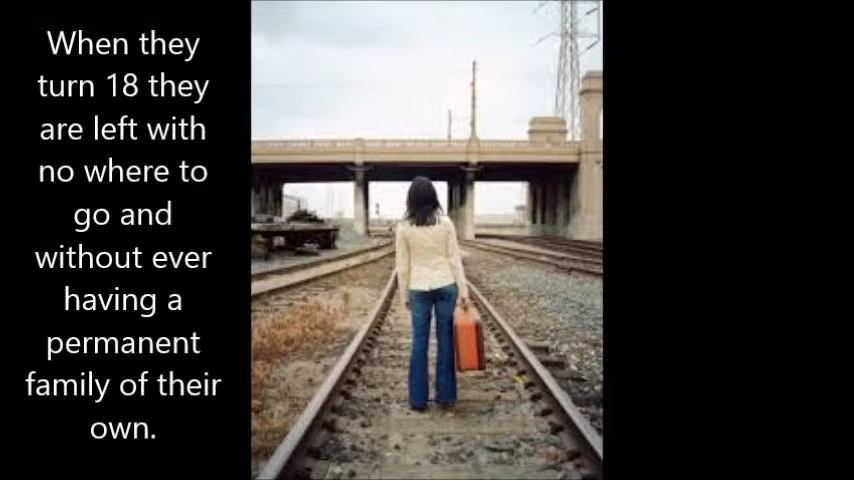 When they
turn 18 they
are left with
no where to
go and
without ever
having a
permanent
family of their
own.